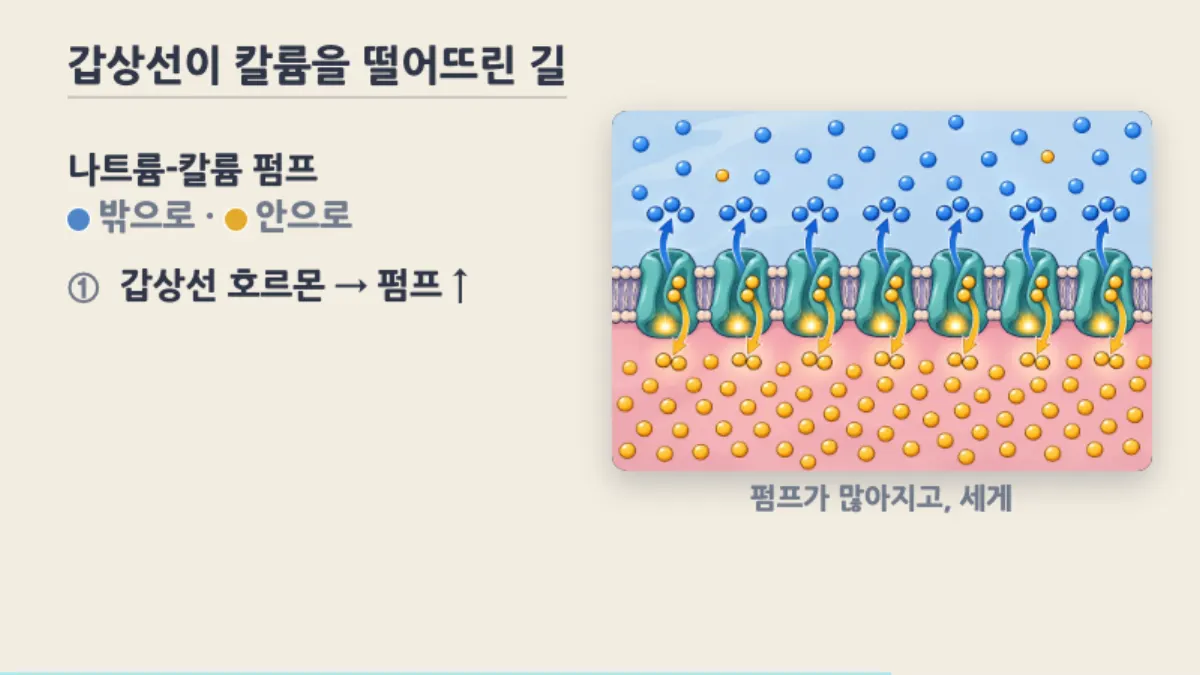 갑상선이 칼륨을 떨어뜨린 길
나트륨-칼륨 펌프
밖으로 · 안으로
① 갑상선 호르몬 → 펌프 ↑
펌프가 많아지고, 세게